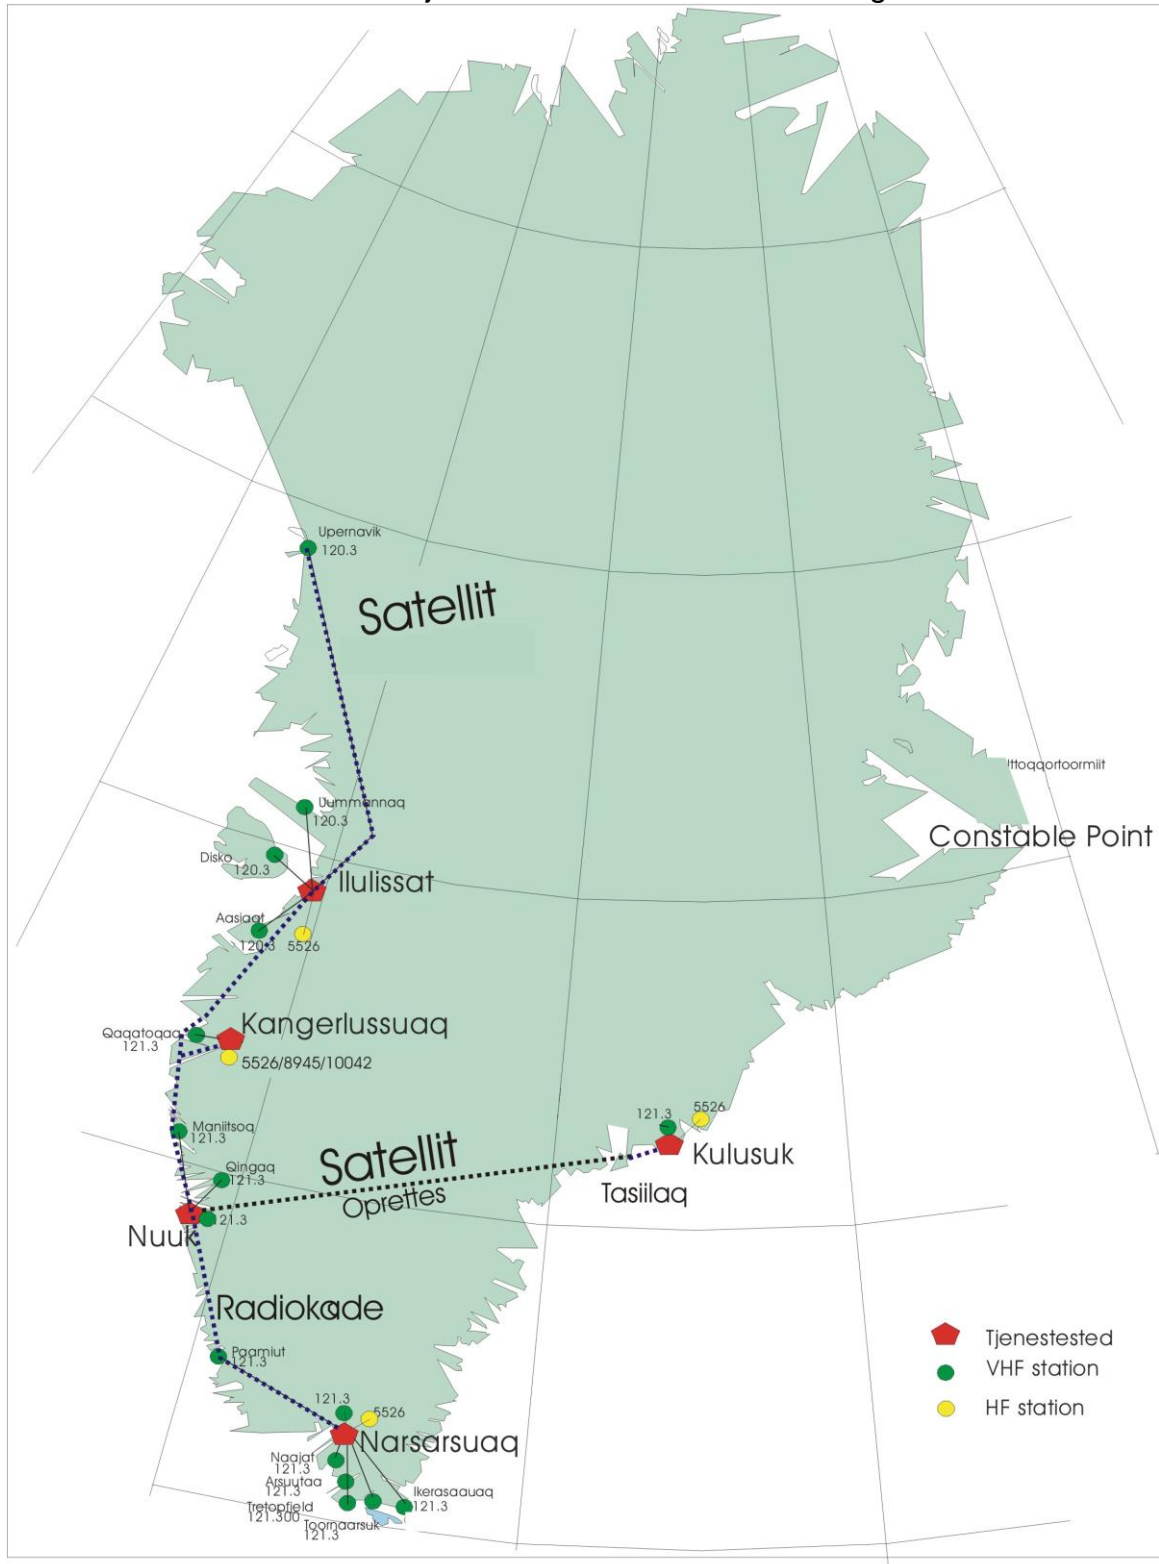 Upernavik
120.3
Satellit
Uummannaq
120.3
Disko
120.3
Ilulissat
Aasiaat
120.3
5526
Ittoqqortoormiit
Constable Point
Qaqatoqaq
121.3
Kangerlussuaq
5526/8945/10042
Maniitsoq
121.3
Qingaq
121.3
Satellit
Oprettes
121.3
5526
Kulusuk
Tasiilaq
121.3
Nuuk
Radiokæde
Paamiut
121.3
121.3
5526
Narsarsuaq
Naajat
121.3
Arsuutaa
121.3
Tretopfield
121.300
Toornaarsuk
121.3
Ikerasaauaq
121.3
Tjenestested
VHF station
HF station